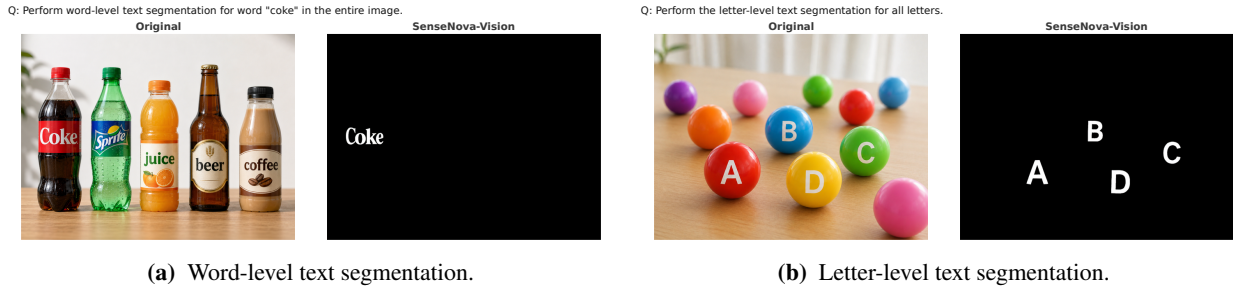 Q: Perform word-level text segmentation for word "coke" in the entire image.
Original
SenseNova-Vision
Coke
Sprite
juice
beer
coffee
Coke
(a) Word-level text segmentation.
Q: Perform the letter-level text segmentation for all letters.
Original
SenseNova-Vision
B
C
A
D
B
C
A
D
(b) Letter-level text segmentation.